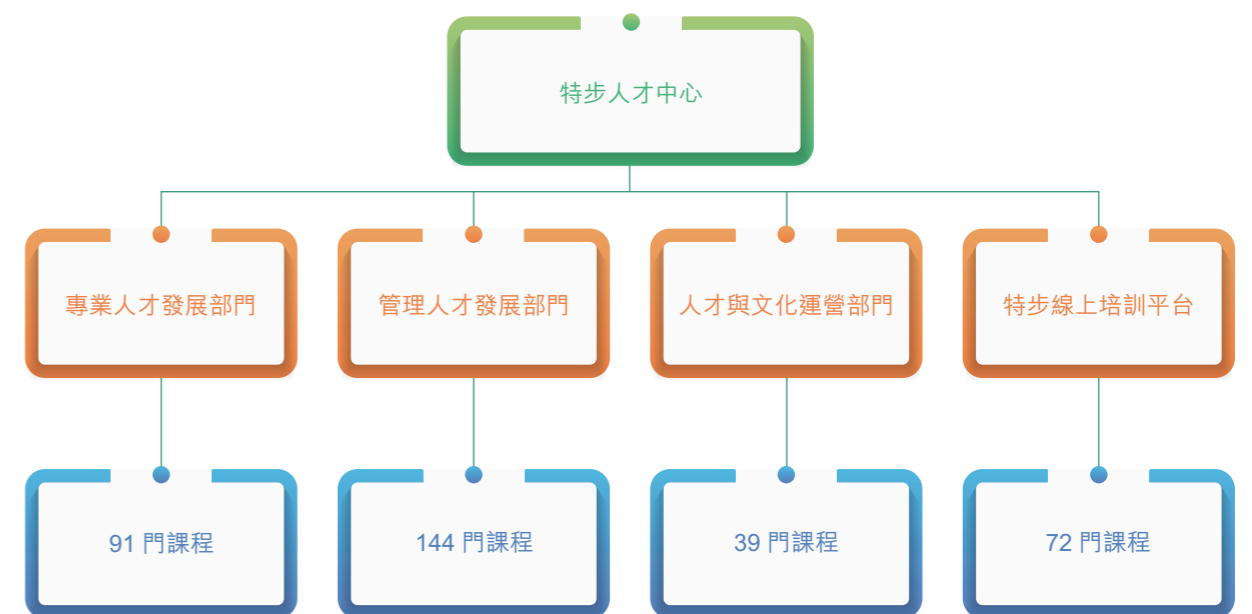 特步人才中心
專業人才發展部門
管理人才發展部門
人才與文化運營部門
特步線上培訓平台
91 門課程
144 門課程
39 門課程
72 門課程